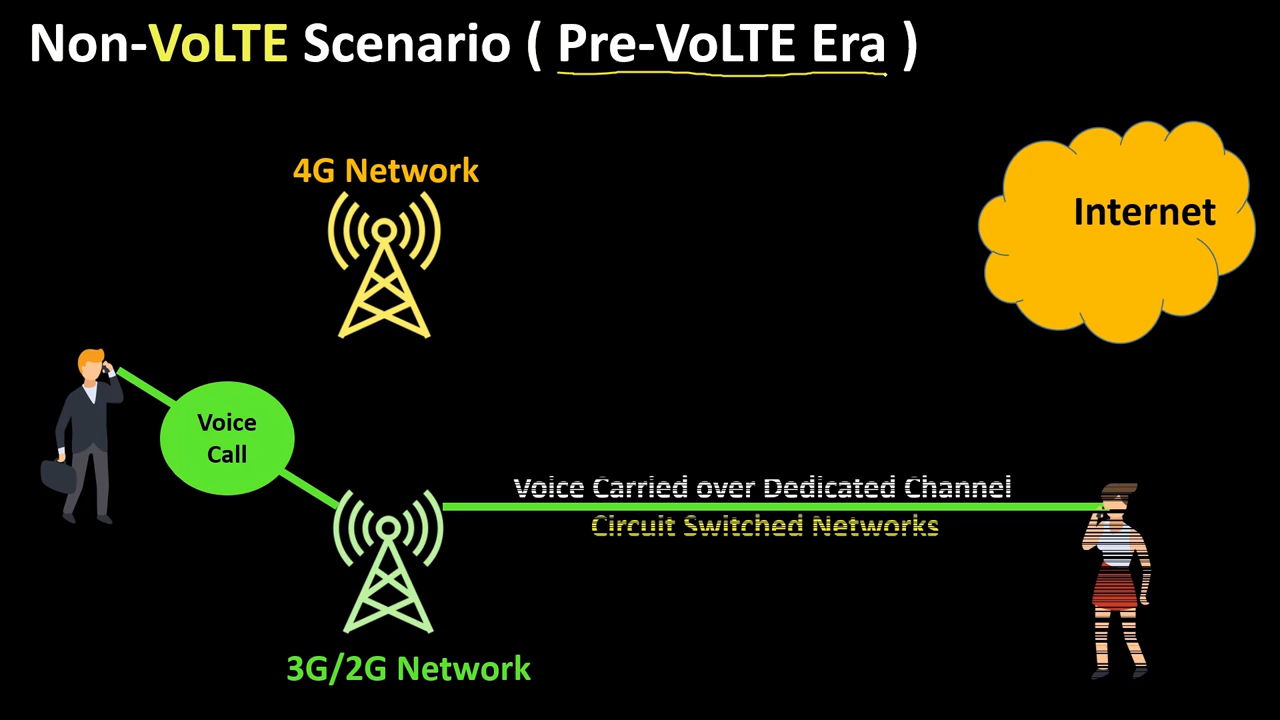 Non-VoLTE Scenario ( Pre-VoLTE Era )
4G Network
Internet
Voice
Call
Voice Carried over Dedicated Channel
Circuit Switched Networks
3G/2G Network